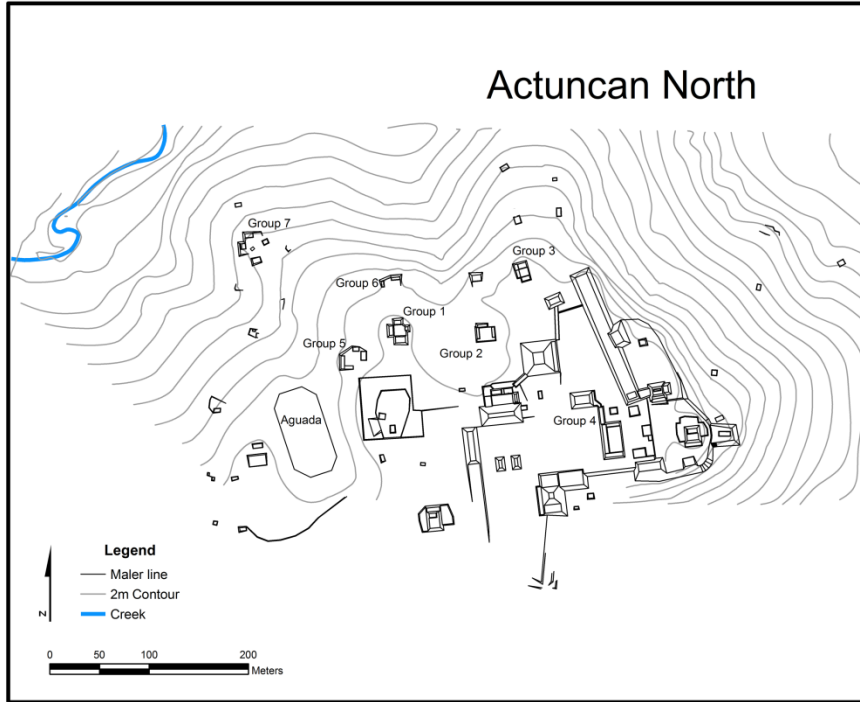 Actuncan North
Group 7
Group 3
Group 6
Group 1
Group 5
Group 2
Aguada
Group 4
Legend
Maler line
2m Contour
Creek
N
0 50 100 200
Meters